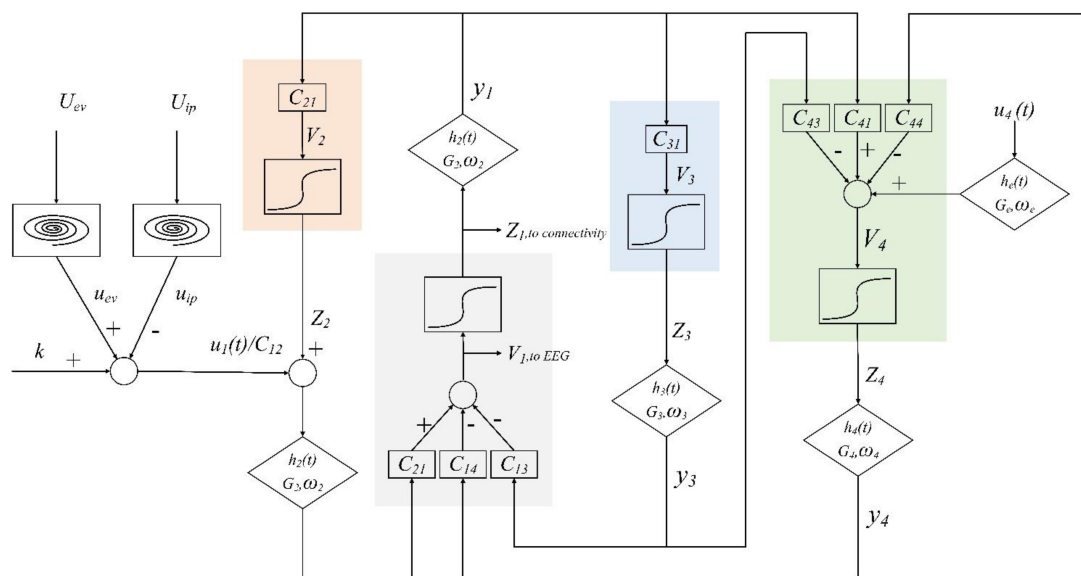 U_ev
U_ip
u_ev
u_ip
+
-
k
+
u_1(t)/C_12
C_21
V_2
Z_2
+
h_2(t)
G_2,ω_2
y_1
h_2(t)
G_2,ω_2
Z_1,to connectivity
V_1,to EEG
+
-
-
C_21
C_14
C_13
C_31
V_3
Z_3
h_3(t)
G_3,ω_3
y_3
C_43
C_41
C_44
-
+
-
+
u_4(t)
h_e(t)
G_e,ω_e
V_4
Z_4
h_4(t)
G_4,ω_4
y_4